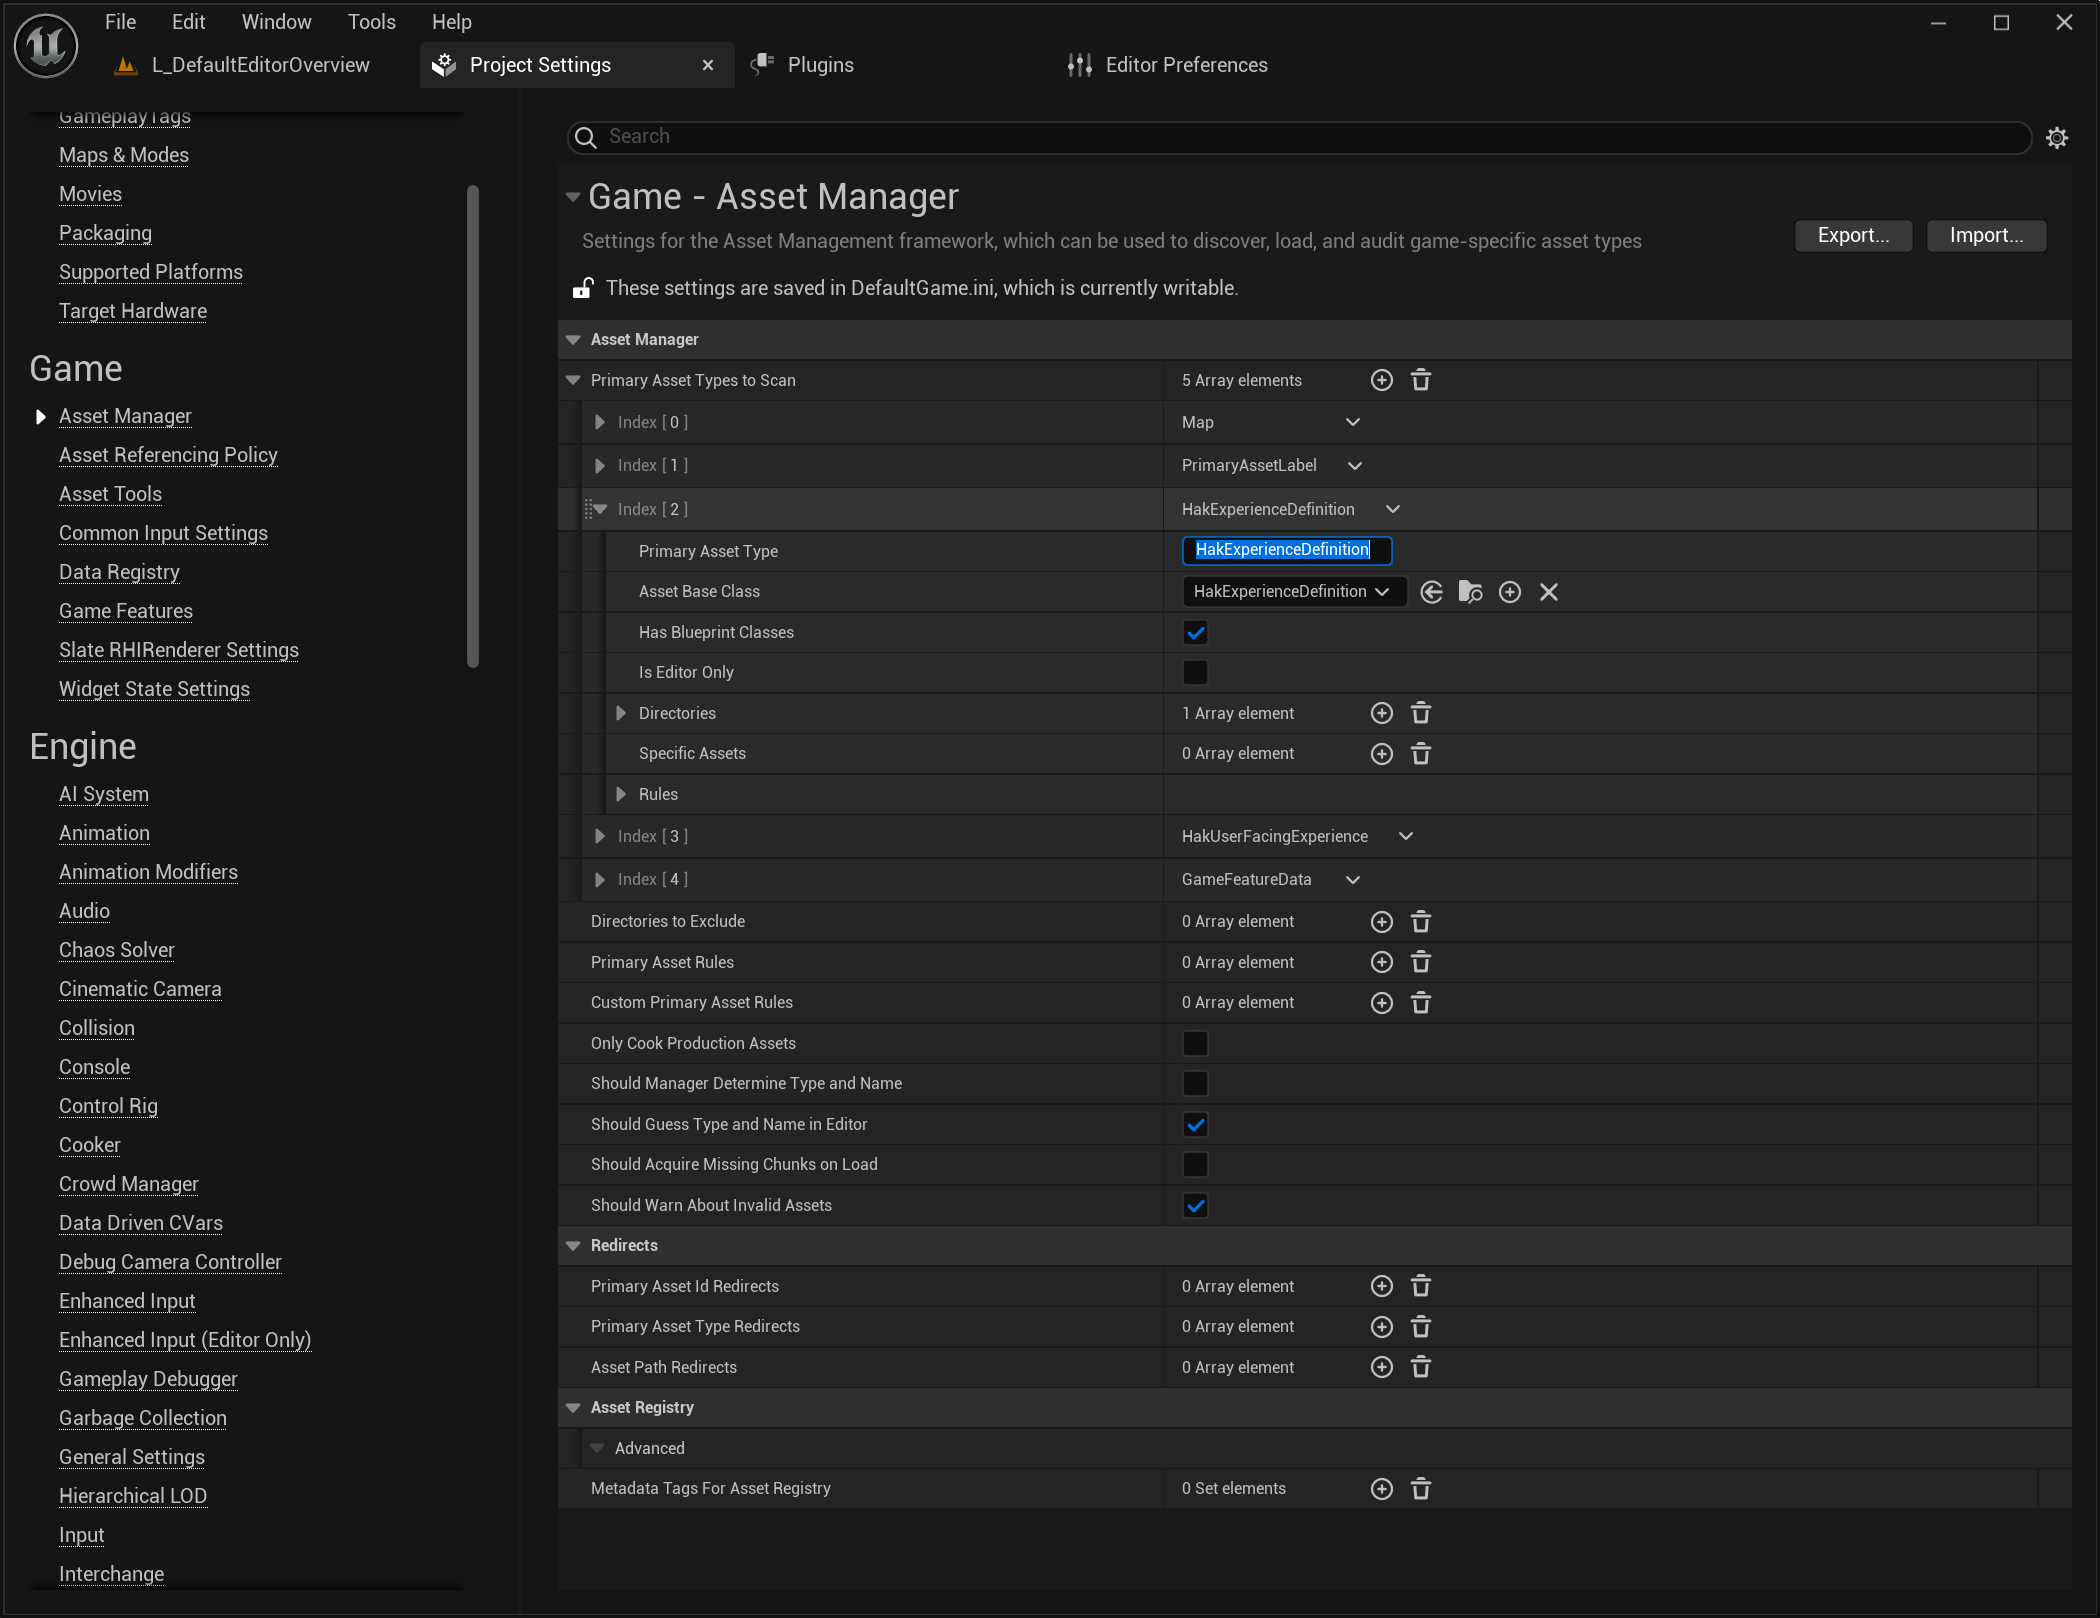 File Edit Window Tools Help
L_DefaultEditorOverview Project Settings Plugins Editor Preferences
GameplayTags
Maps & Modes
Movies
Packaging
Supported Platforms
Target Hardware
Game
Asset Manager
Asset Referencing Policy
Asset Tools
Common Input Settings
Data Registry
Game Features
Slate RHIRenderer Settings
Widget State Settings
Engine
AI System
Animation
Animation Modifiers
Audio
Chaos Solver
Cinematic Camera
Collision
Console
Control Rig
Cooker
Crowd Manager
Data Driven CVars
Debug Camera Controller
Enhanced Input
Enhanced Input (Editor Only)
Gameplay Debugger
Garbage Collection
General Settings
Hierarchical LOD
Input
Interchange
Search
Game - Asset Manager
Settings for the Asset Management framework, which can be used to discover, load, and audit game-specific asset types
Export... Import...
These settings are saved in DefaultGame.ini, which is currently writable.
Asset Manager
Primary Asset Types to Scan 5 Array elements
Index [ 0 ] Map
Index [ 1 ] PrimaryAssetLabel
Index [ 2 ] HakExperienceDefinition
Primary Asset Type HakExperienceDefinition
Asset Base Class HakExperienceDefinition
Has Blueprint Classes
Is Editor Only
Directories 1 Array element
Specific Assets 0 Array element
Rules
Index [ 3 ] HakUserFacingExperience
Index [ 4 ] GameFeatureData
Directories to Exclude 0 Array element
Primary Asset Rules 0 Array element
Custom Primary Asset Rules 0 Array element
Only Cook Production Assets
Should Manager Determine Type and Name
Should Guess Type and Name in Editor
Should Acquire Missing Chunks on Load
Should Warn About Invalid Assets
Redirects
Primary Asset Id Redirects 0 Array element
Primary Asset Type Redirects 0 Array element
Asset Path Redirects 0 Array element
Asset Registry
Advanced
Metadata Tags For Asset Registry 0 Set elements